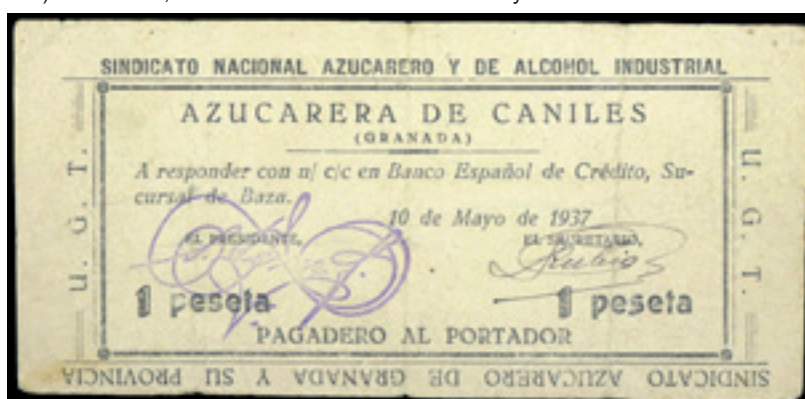 SINDICATO NACIONAL AZUCARERO Y DE ALCOHOL INDUSTRIAL
AZUCARERA DE CANILES
(GRANADA)
A responder con n/ c/c en Banco Español de Crédito, Su-
cursal de Baza.
10 de Mayo de 1937
EL PRESIDENTE, EL SECRETARIO,
Rubio
1 peseta 1 peseta
PAGADERO AL PORTADOR
U. G. T.
U. G. T.
SINDICATO AZUCARERO DE GRANADA Y SU PROVINCIA